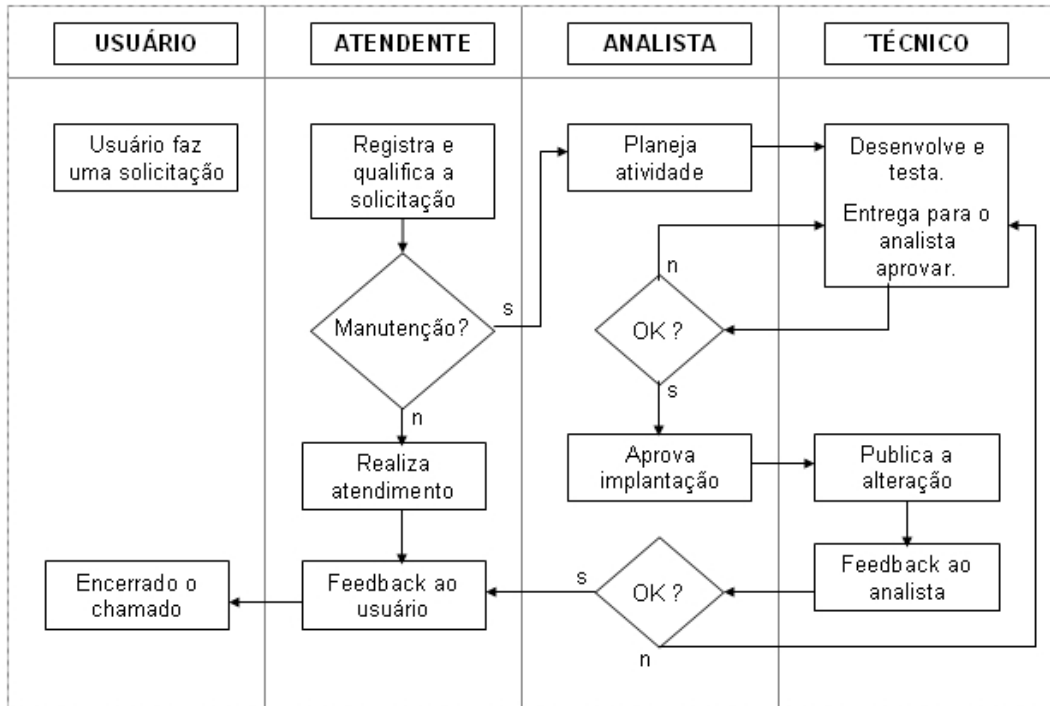 USUÁRIO
ATENDENTE
ANALISTA
´TÉCNICO
Usuário faz
uma solicitação
Registra e
qualifica a
solicitação
Planeja
atividade
Desenvolve e
testa.
Entrega para o
analista
aprovar.
n
s
Manutenção?
OK ?
s
n
Realiza
atendimento
Aprova
implantação
Publica a
alteração
Encerrado o
chamado
Feedback ao
usuário
s
OK ?
Feedback ao
analista
n